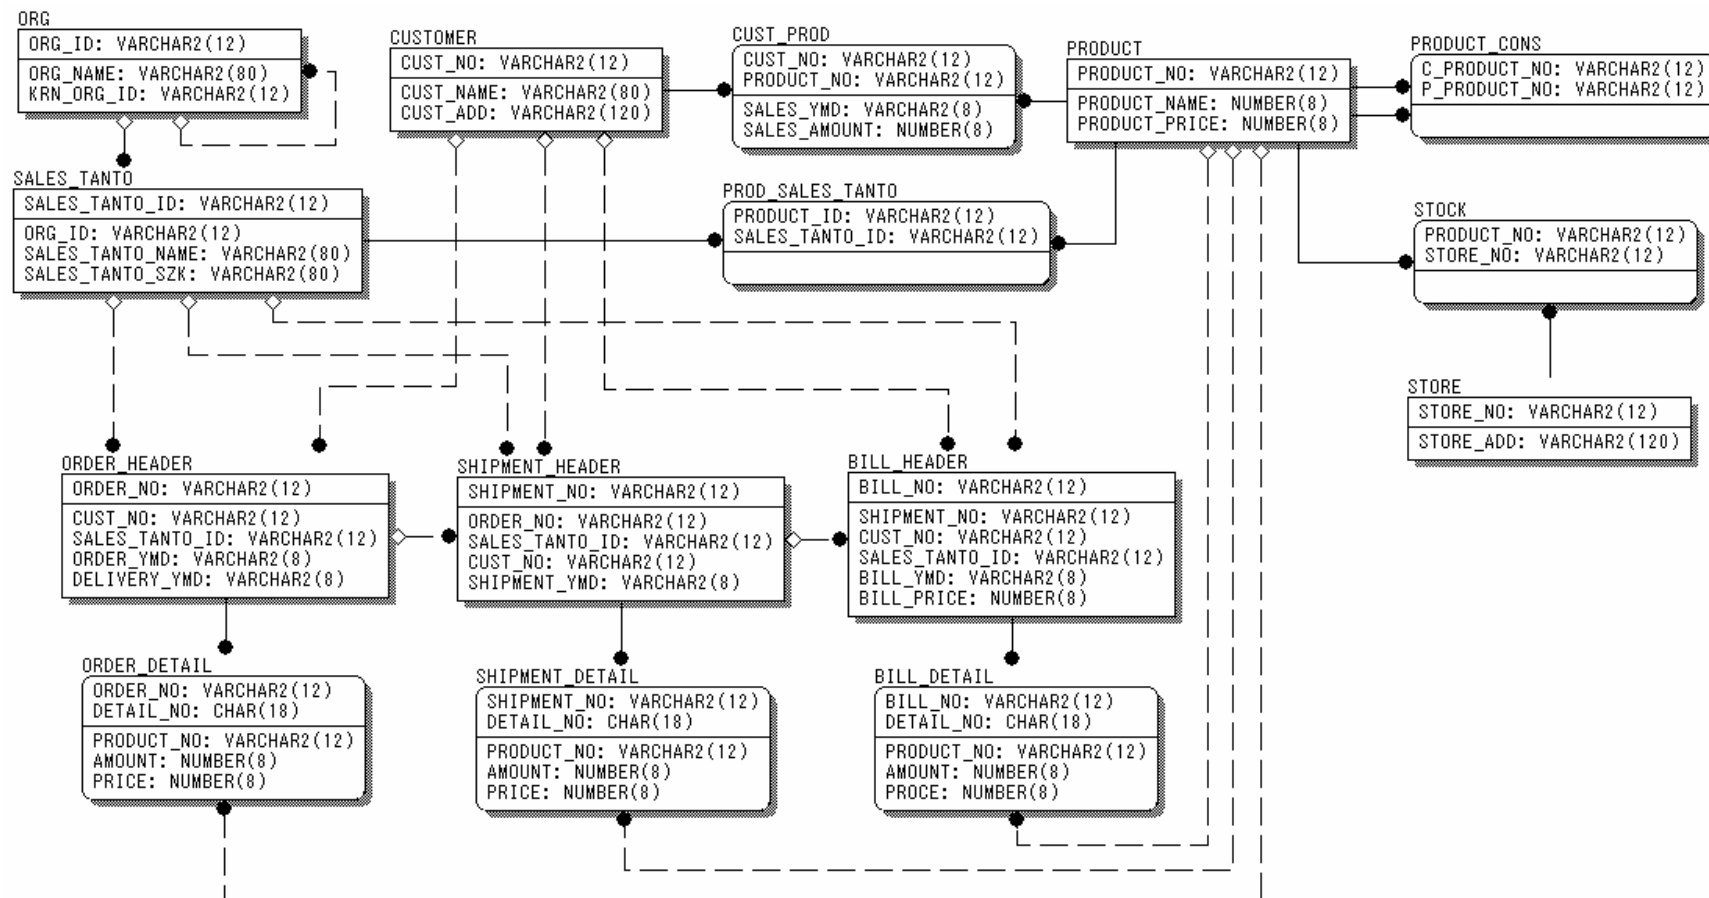 ORG
ORG_ID: VARCHAR2(12)
ORG_NAME: VARCHAR2(80)
KRN_ORG_ID: VARCHAR2(12)
CUSTOMER
CUST_NO: VARCHAR2(12)
CUST_NAME: VARCHAR2(80)
CUST_ADD: VARCHAR2(120)
CUST_PROD
CUST_NO: VARCHAR2(12)
PRODUCT_NO: VARCHAR2(12)
SALES_YMD: VARCHAR2(8)
SALES_AMOUNT: NUMBER(8)
PRODUCT
PRODUCT_NO: VARCHAR2(12)
PRODUCT_NAME: NUMBER(8)
PRODUCT_PRICE: NUMBER(8)
PRODUCT_CONS
C_PRODUCT_NO: VARCHAR2(12)
P_PRODUCT_NO: VARCHAR2(12)
SALES_TANTO
SALES_TANTO_ID: VARCHAR2(12)
ORG_ID: VARCHAR2(12)
SALES_TANTO_NAME: VARCHAR2(80)
SALES_TANTO_SZK: VARCHAR2(80)
PROD_SALES_TANTO
PRODUCT_ID: VARCHAR2(12)
SALES_TANTO_ID: VARCHAR2(12)
STOCK
PRODUCT_NO: VARCHAR2(12)
STORE_NO: VARCHAR2(12)
STORE
STORE_NO: VARCHAR2(12)
STORE_ADD: VARCHAR2(120)
ORDER_HEADER
ORDER_NO: VARCHAR2(12)
CUST_NO: VARCHAR2(12)
SALES_TANTO_ID: VARCHAR2(12)
ORDER_YMD: VARCHAR2(8)
DELIVERY_YMD: VARCHAR2(8)
SHIPMENT_HEADER
SHIPMENT_NO: VARCHAR2(12)
ORDER_NO: VARCHAR2(12)
SALES_TANTO_ID: VARCHAR2(12)
CUST_NO: VARCHAR2(12)
SHIPMENT_YMD: VARCHAR2(8)
BILL_HEADER
BILL_NO: VARCHAR2(12)
SHIPMENT_NO: VARCHAR2(12)
CUST_NO: VARCHAR2(12)
SALES_TANTO_ID: VARCHAR2(12)
BILL_YMD: VARCHAR2(8)
BILL_PRICE: NUMBER(8)
ORDER_DETAIL
ORDER_NO: VARCHAR2(12)
DETAIL_NO: CHAR(18)
PRODUCT_NO: VARCHAR2(12)
AMOUNT: NUMBER(8)
PRICE: NUMBER(8)
SHIPMENT_DETAIL
SHIPMENT_NO: VARCHAR2(12)
DETAIL_NO: CHAR(18)
PRODUCT_NO: VARCHAR2(12)
AMOUNT: NUMBER(8)
PRICE: NUMBER(8)
BILL_DETAIL
BILL_NO: VARCHAR2(12)
DETAIL_NO: CHAR(18)
PRODUCT_NO: VARCHAR2(12)
AMOUNT: NUMBER(8)
PROCE: NUMBER(8)